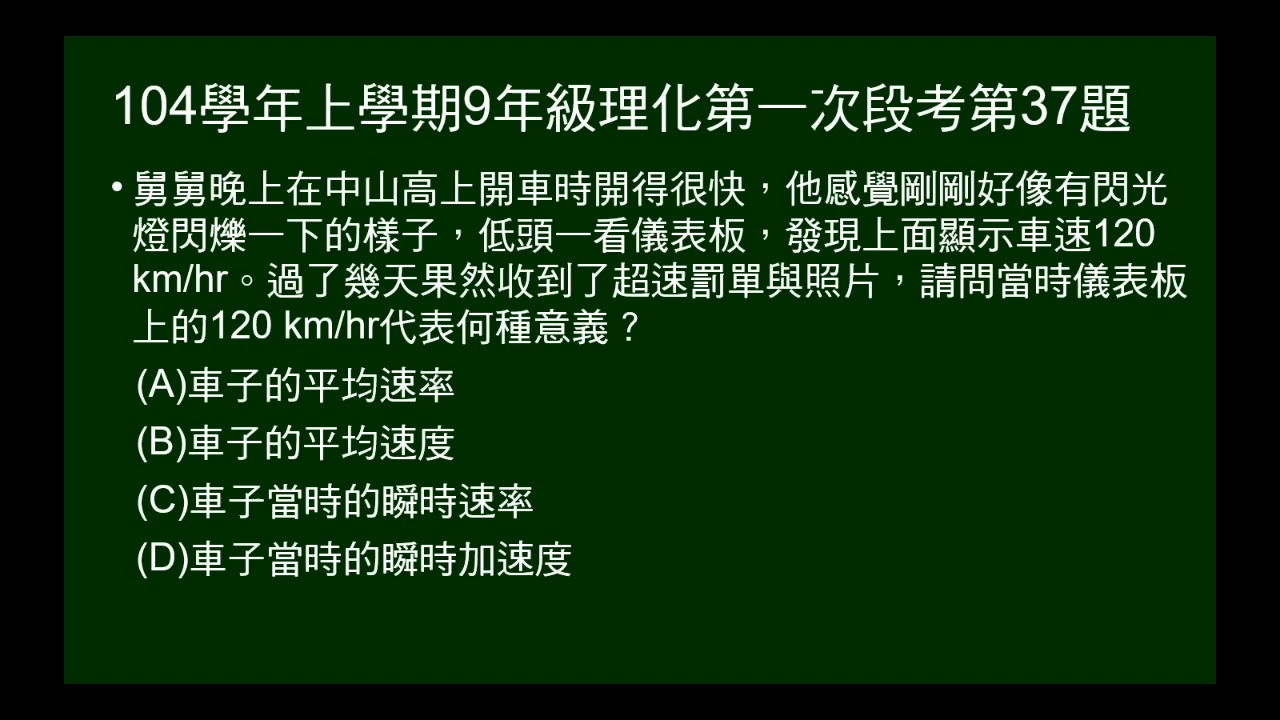 104學年上學期9年級理化第一次段考第37題
• 舅舅晚上在中山高上開車時開得很快，他感覺剛剛好像有閃光
燈閃爍一下的樣子，低頭一看儀表板，發現上面顯示車速120
km/hr。過了幾天果然收到了超速罰單與照片，請問當時儀表板
上的120 km/hr代表何種意義？
(A)車子的平均速率
(B)車子的平均速度
(C)車子當時的瞬時速率
(D)車子當時的瞬時加速度